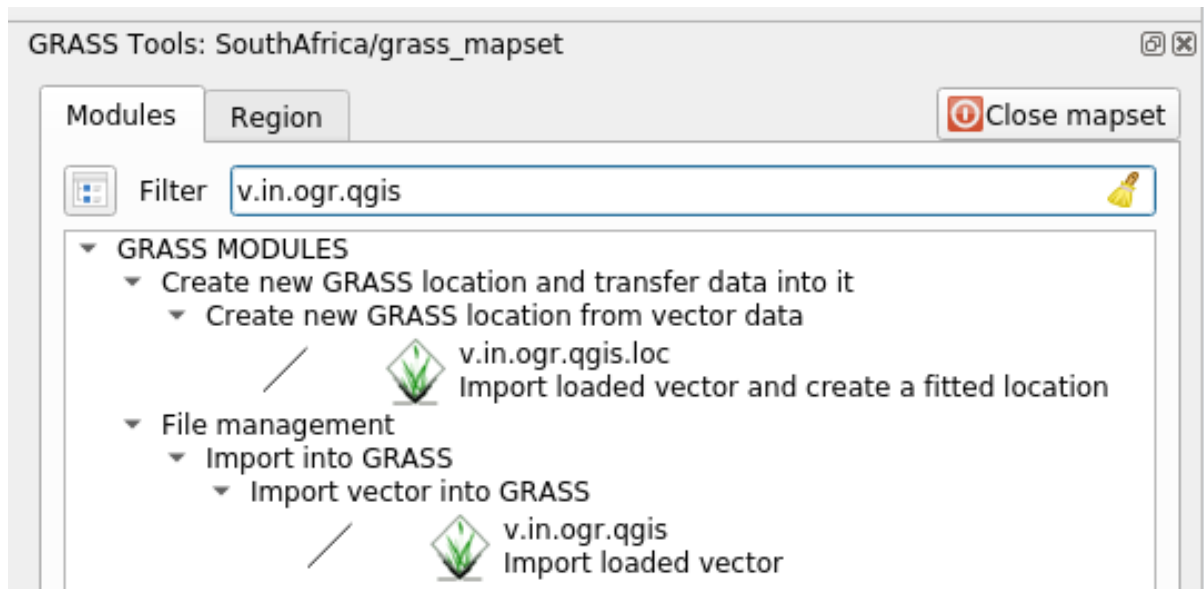 GRASS Tools: SouthAfrica/grass_mapset
Modules
Region
Close mapset
Filter
v.in.ogr.qgis
GRASS MODULES
Create new GRASS location and transfer data into it
Create new GRASS location from vector data
v.in.ogr.qgis.loc
Import loaded vector and create a fitted location
File management
Import into GRASS
Import vector into GRASS
v.in.ogr.qgis
Import loaded vector